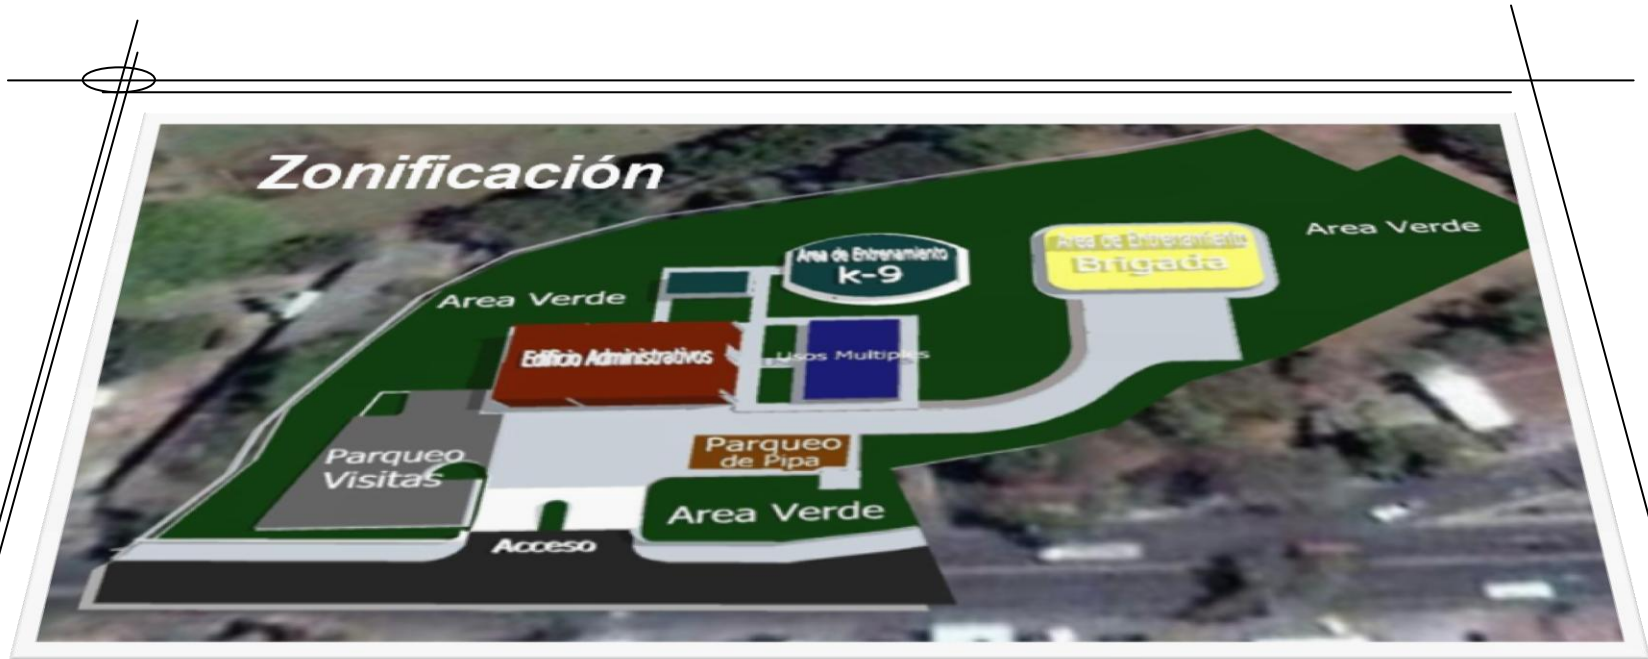 Zonificación
Area Verde
Area de Entrenamiento
Brigada
Area de Entrenamiento
k-9
Area Verde
Edificio Administrativos
Usos Multiples
Parqueo
Visitas
Parqueo
de Pipa
Area Verde
Acceso